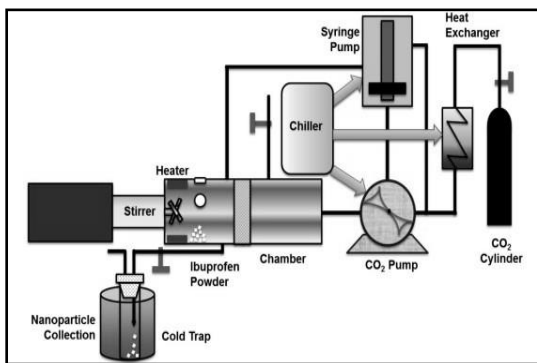 Syringe
Pump
Heat
Exchanger
Chiller
Heater
Stirrer
Ibuprofen
Powder
Chamber
CO₂ Pump
CO₂
Cylinder
Nanoparticle
Collection
Cold Trap